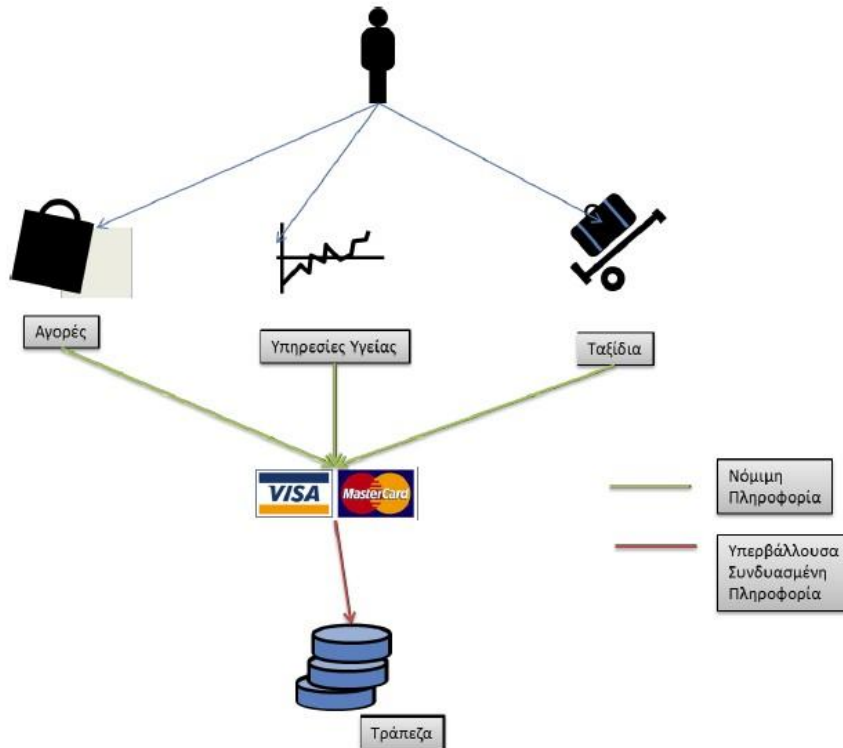 Αγορές
Υπηρεσίες Υγείας
Ταξίδια
VISA
MasterCard
Νόμιμη
Πληροφορία
Υπερβάλλουσα
Συνδυασμένη
Πληροφορία
Τράπεζα